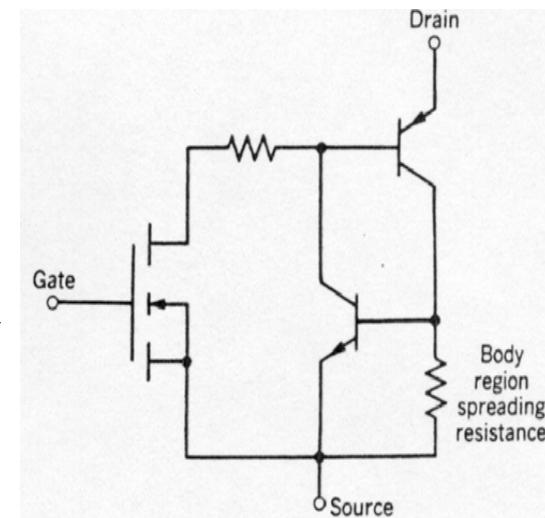 Drain
Gate
Body
region
spreading
resistance
Source